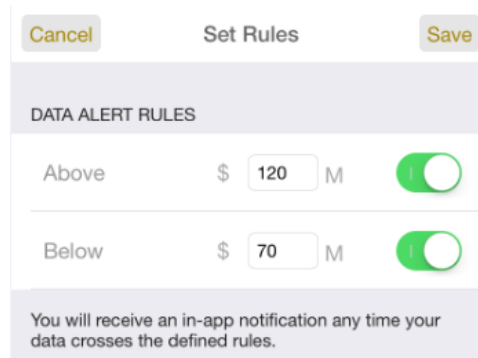 Cancel Set Rules Save
DATA ALERT RULES
Above $ 120 M
Below $ 70 M
You will receive an in-app notification any time your
data crosses the defined rules.